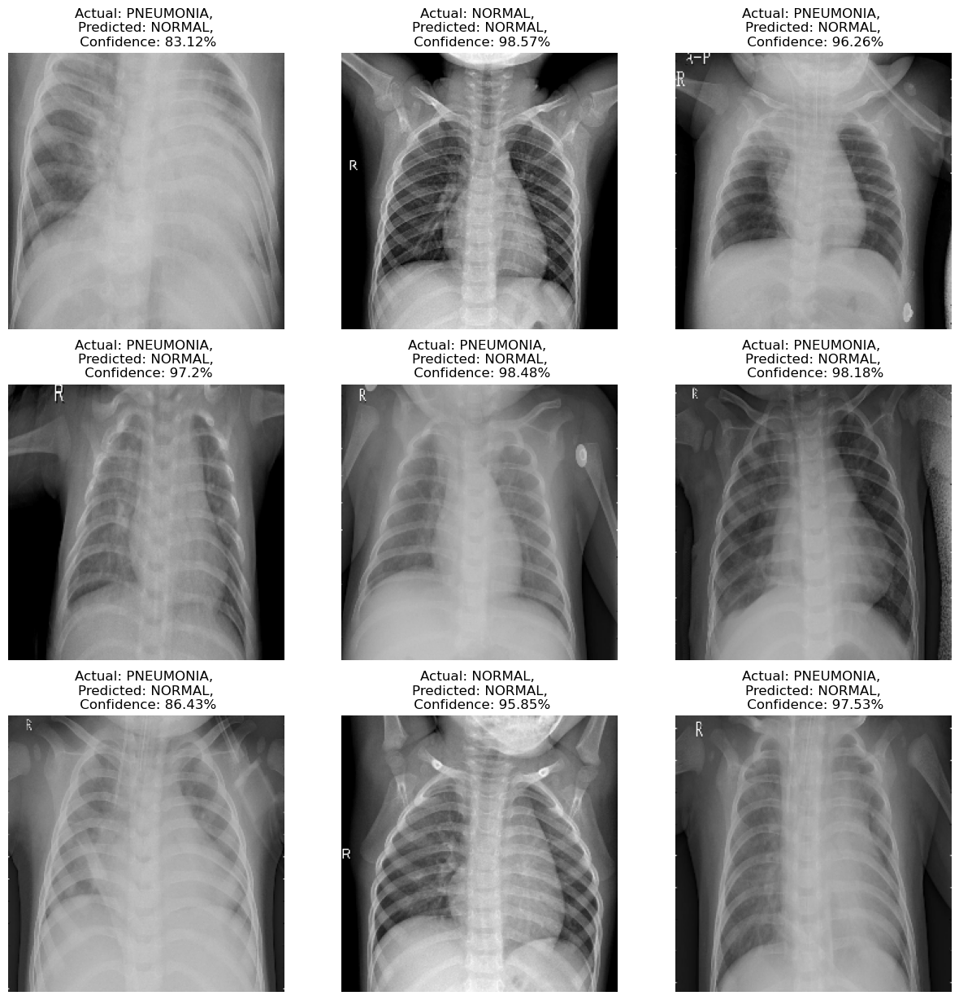 Actual: PNEUMONIA,
Predicted: NORMAL,
Confidence: 83.12%
Actual: NORMAL,
Predicted: NORMAL,
Confidence: 98.57%
Actual: PNEUMONIA,
Predicted: NORMAL,
Confidence: 96.26%
R
A-P
R
Actual: PNEUMONIA,
Predicted: NORMAL,
Confidence: 97.2%
Actual: PNEUMONIA,
Predicted: NORMAL,
Confidence: 98.48%
Actual: PNEUMONIA,
Predicted: NORMAL,
Confidence: 98.18%
R
R
R
Actual: PNEUMONIA,
Predicted: NORMAL,
Confidence: 86.43%
Actual: NORMAL,
Predicted: NORMAL,
Confidence: 95.85%
Actual: PNEUMONIA,
Predicted: NORMAL,
Confidence: 97.53%
R
R
R